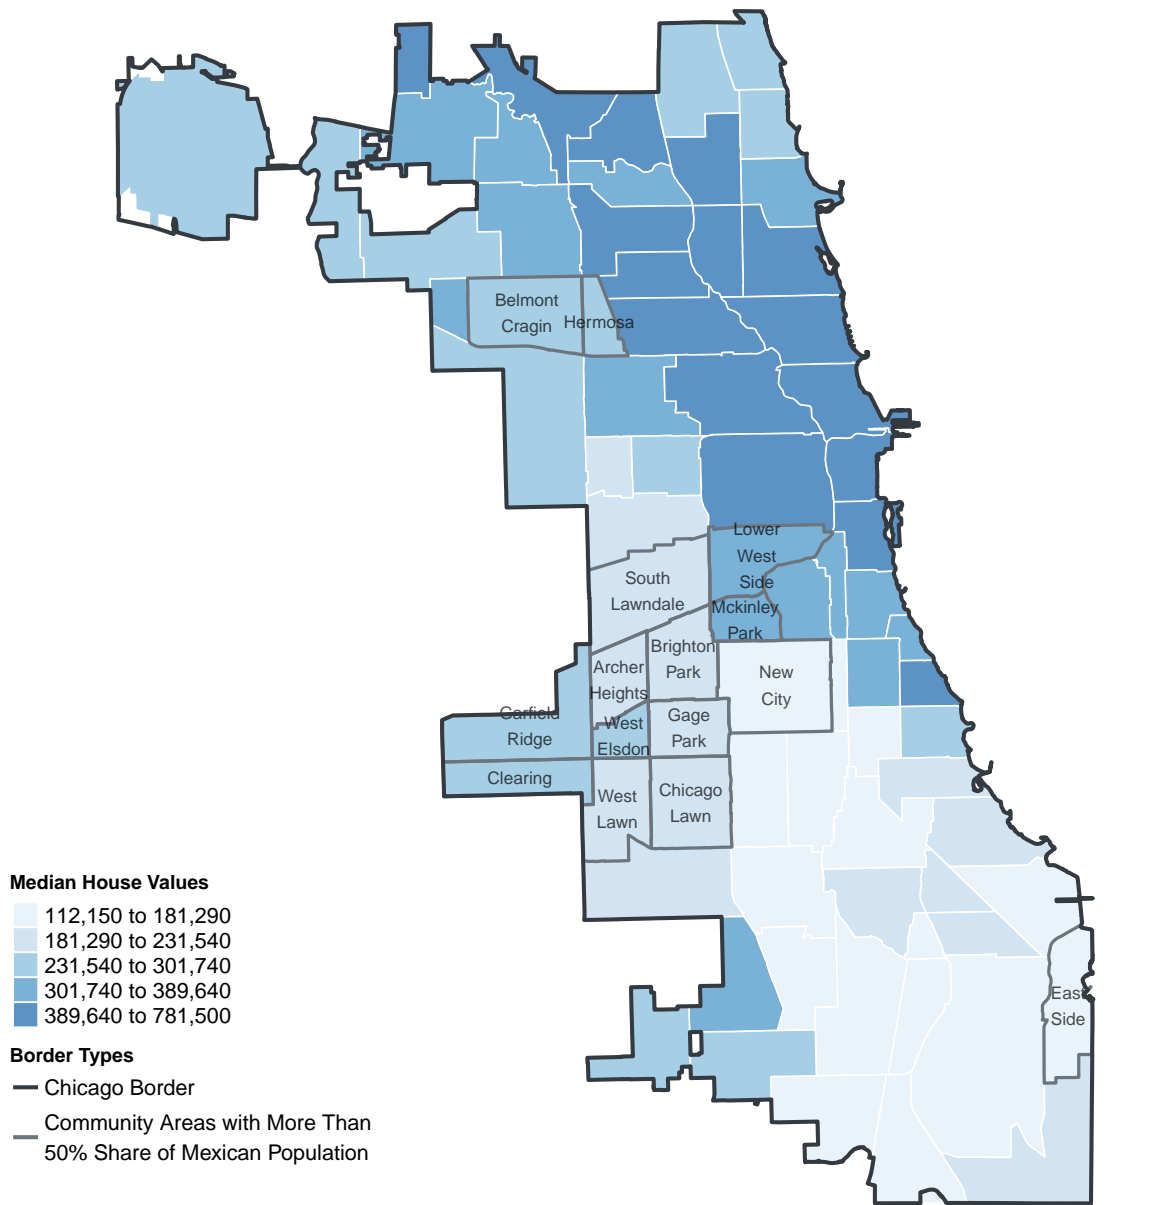 Belmont
Cragin
Hermosa
Lower
West
Side
South
Lawndale
Mckinley
Park
Brighton
Park
Archer
Heights
New
City
Garfield
Ridge
West
Elsdon
Gage
Park
Clearing
West
Lawn
Chicago
Lawn
East
Side
Median House Values
112,150 to 181,290
181,290 to 231,540
231,540 to 301,740
301,740 to 389,640
389,640 to 781,500
Border Types
Chicago Border
Community Areas with More Than
50% Share of Mexican Population